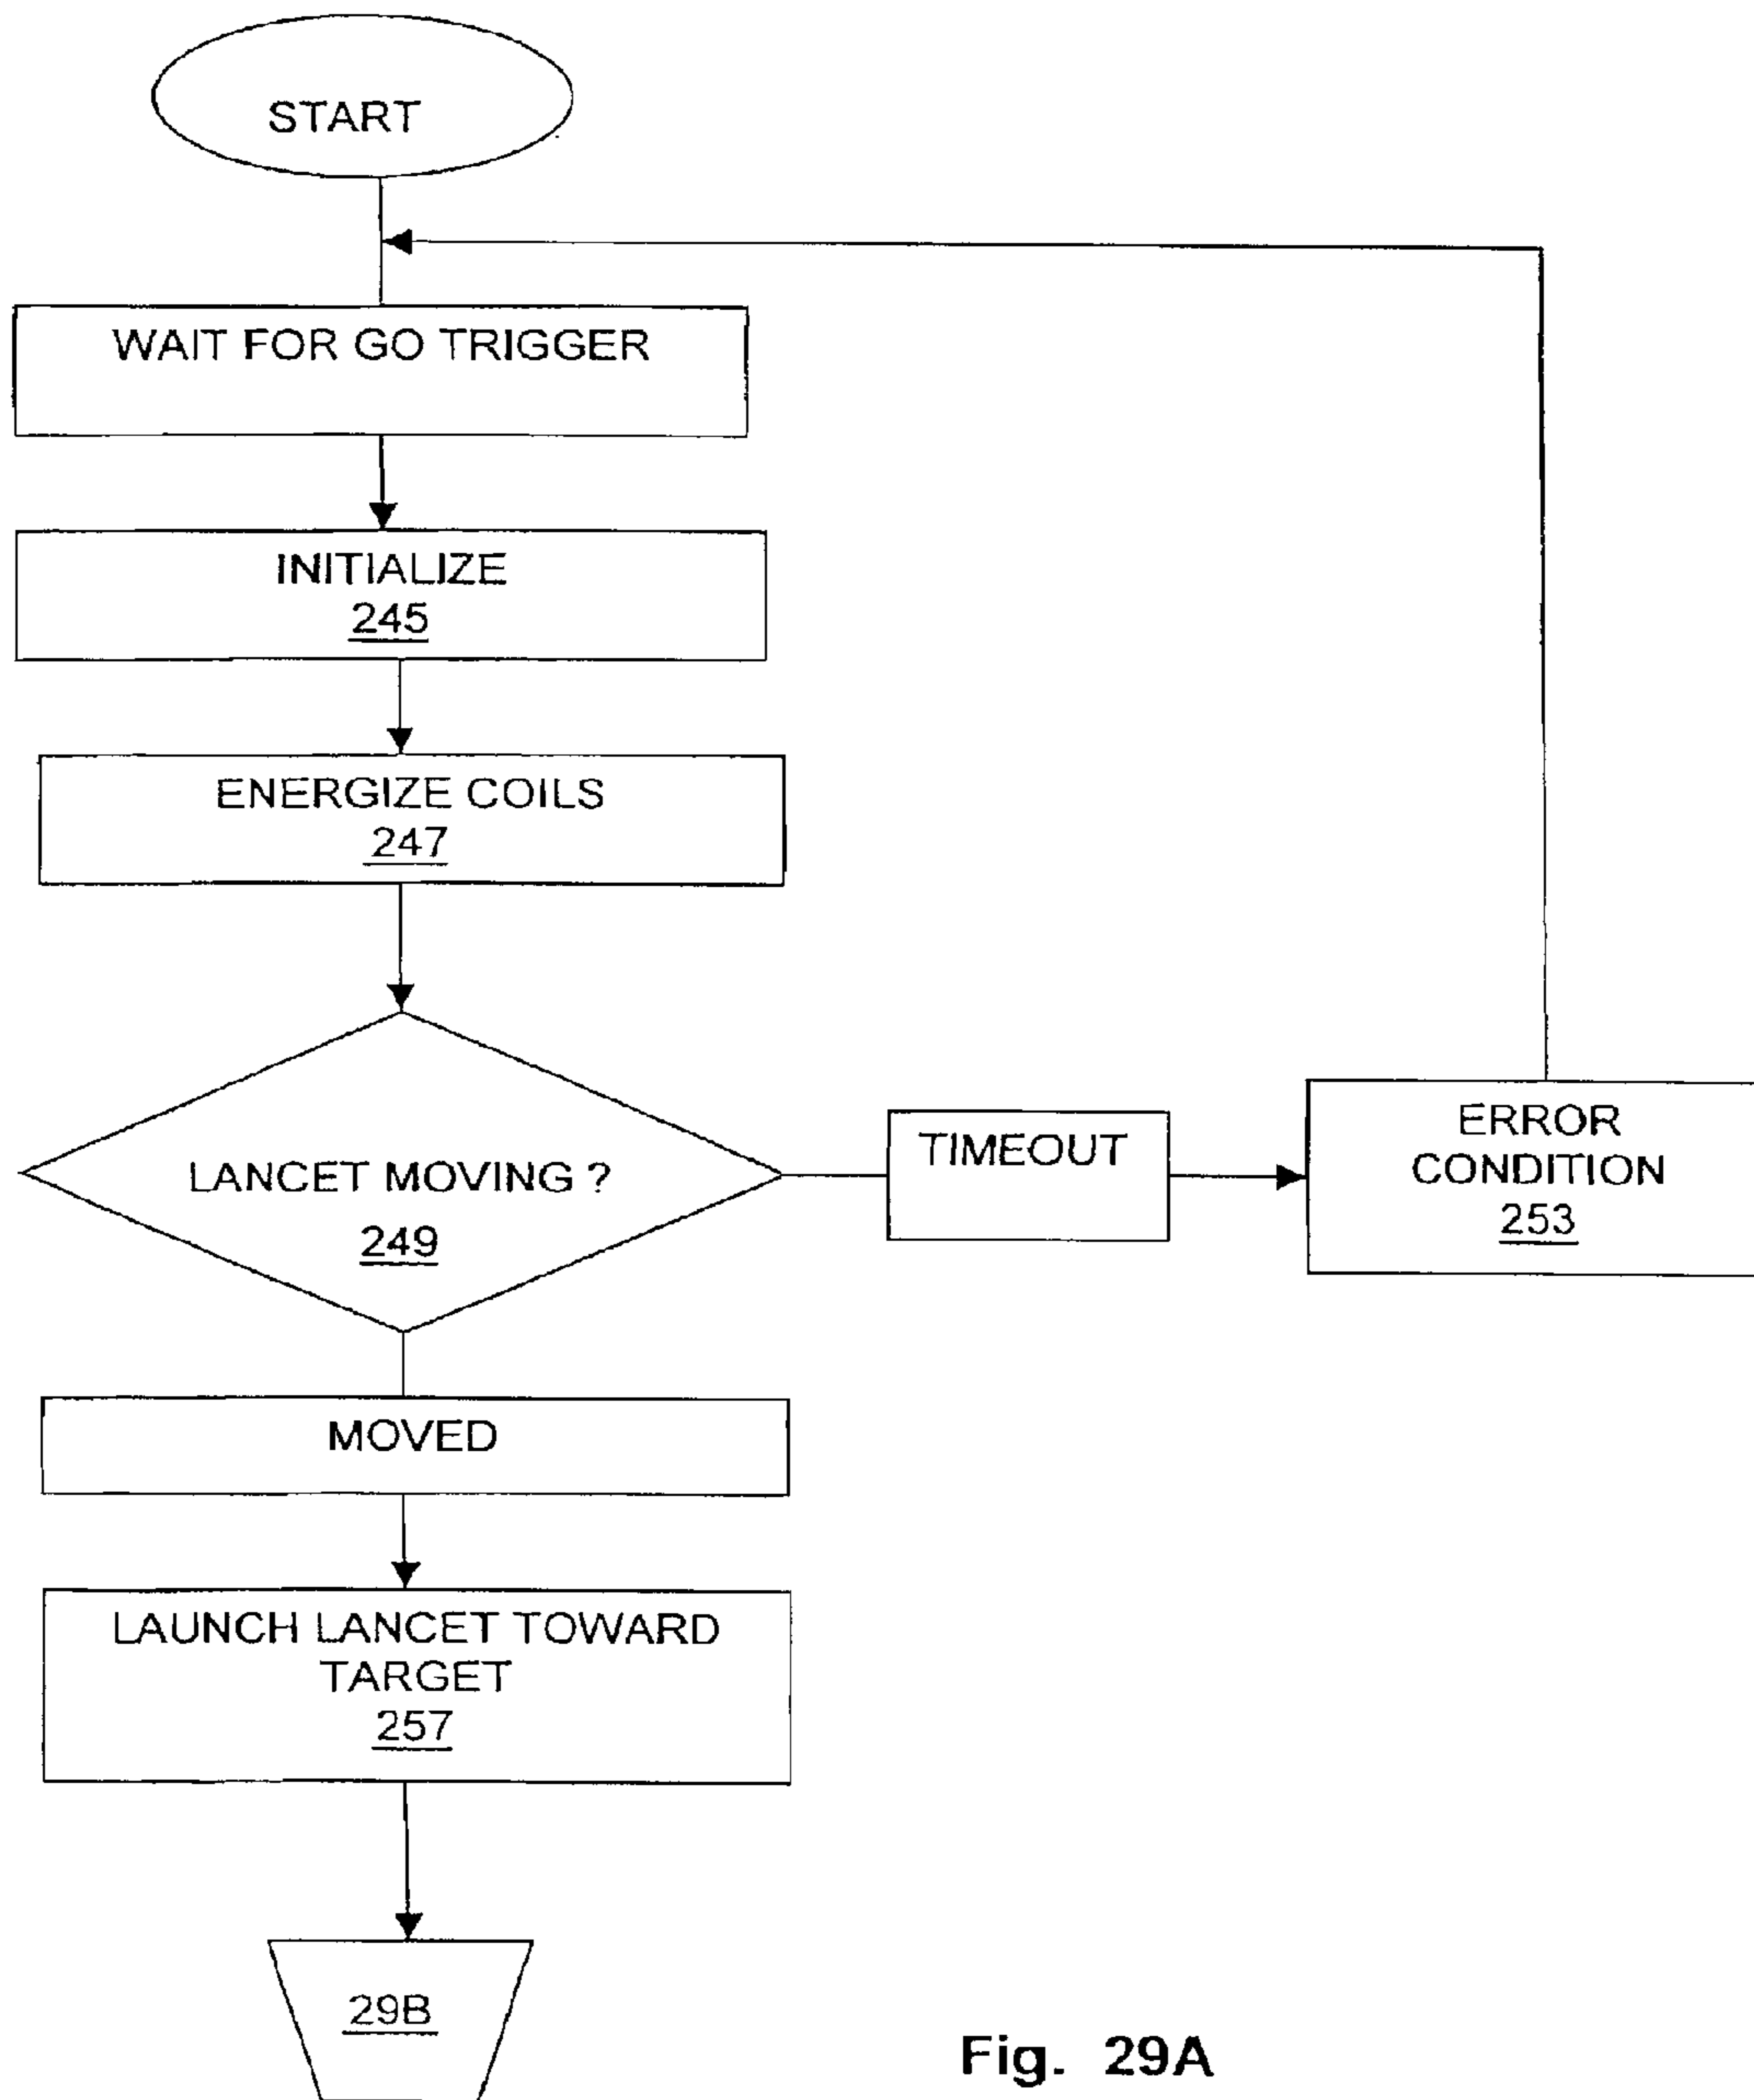 START
WAIT FOR GO TRIGGER
INITIALIZE
245
ENERGIZE COILS
247
LANCET MOVING ?
249
TIMEOUT
ERROR
CONDITION
253
MOVED
LAUNCH LANCET TOWARD
TARGET
257
29B
Fig. 29A